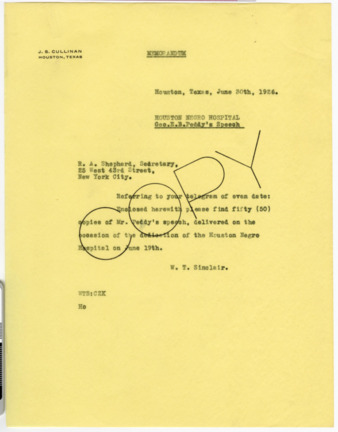 J. S. CULLINAN
HOUSTON, TEXAS
MEMORANDUM
Houston, Texas, June 30th, 1926.
HOUSTON NEGRO HOSPITAL
Geo.E.B.Peddy's Speech
R. A. Shepherd, Secretary,
West 43rd Street,
New York City.
Referring to your telegram of even date:
Enclosed herewith please find fifty (50)
copies of Mr. Peddy's speech, delivered on the
occasion of the dedication of the Houston Negro
Hospital on June 19th.
W. T. Sinclair.
COPY